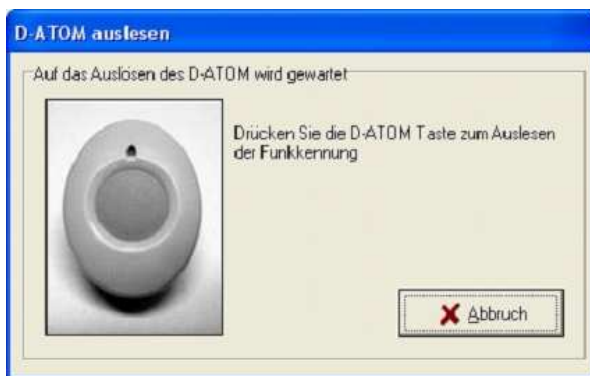 D-ATOM auslesen
Auf das Auslösen des D-ATOM wird gewartet
Drücken Sie die D-ATOM Taste zum Auslesen
der Funkkennung
Abbruch